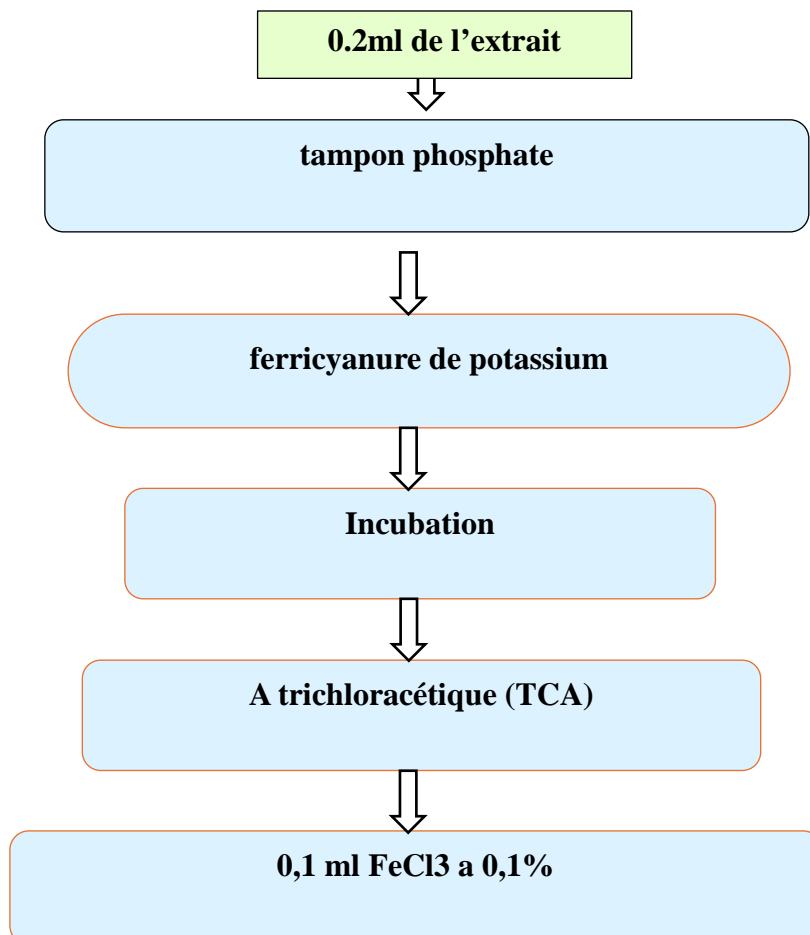 0.2ml de l’extrait
tampon phosphate
ferricyanure de potassium
Incubation
A trichloracétique (TCA)
0,1 ml FeCl3 a 0,1%